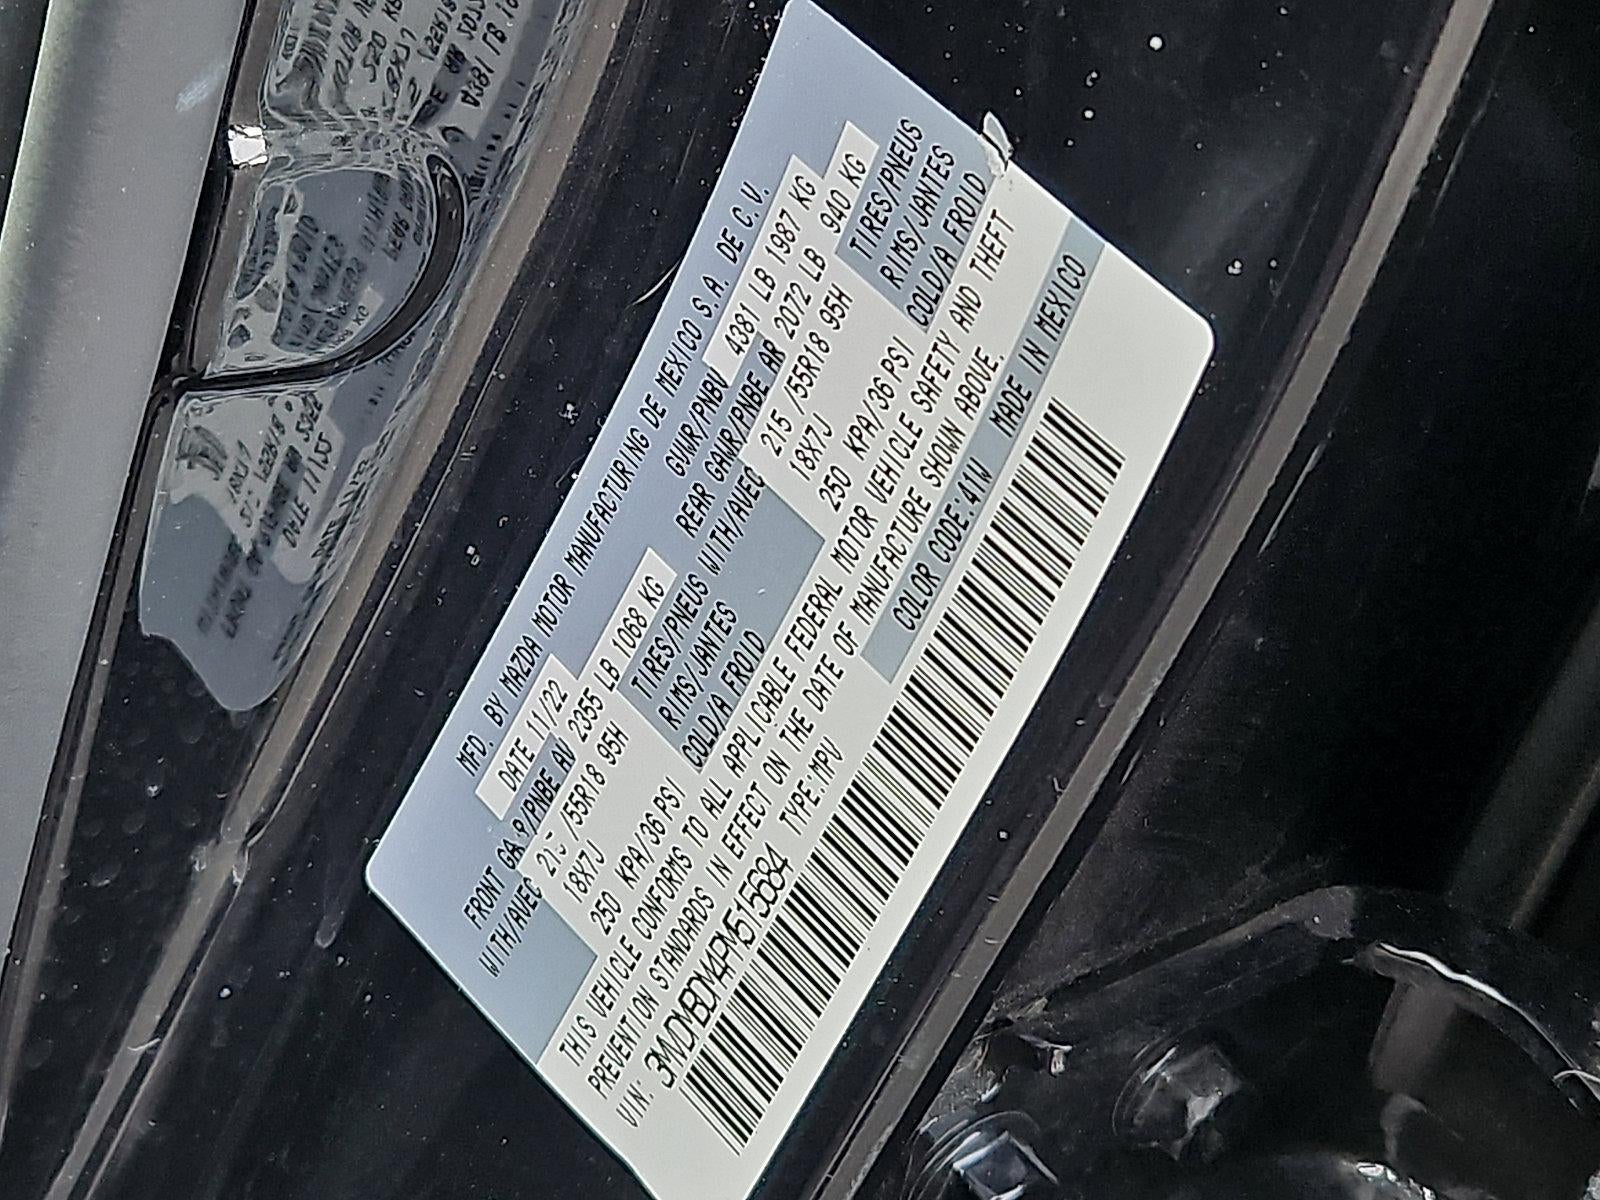 MFD. BY MAZDA MOTOR MANUFACTURING DE MEXICO S.A. DE C.V.
DATE 11/22 GVWR/PNBV 4381 LB 1987 KG
FRONT GAWR/PNBE AV 2355 LB 1068 KG REAR GAWR/PNBE AR 2072 LB 940 KG
WITH/AVEC 215/55R18 95H TIRES/PNEUS WITH/AVEC 215/55R18 95H TIRES/PNEUS
18X7J RIMS/JANTES 18X7J RIMS/JANTES
250 KPA/36 PSI COLD/A FROID 250 KPA/36 PSI COLD/A FROID
THIS VEHICLE CONFORMS TO ALL APPLICABLE FEDERAL MOTOR VEHICLE SAFETY AND THEFT
PREVENTION STANDARDS IN EFFECT ON THE DATE OF MANUFACTURE SHOWN ABOVE.
VIN: 3MVDMBDM4PM515684 TYPE:MPV COLOR CODE:41W MADE IN MEXICO